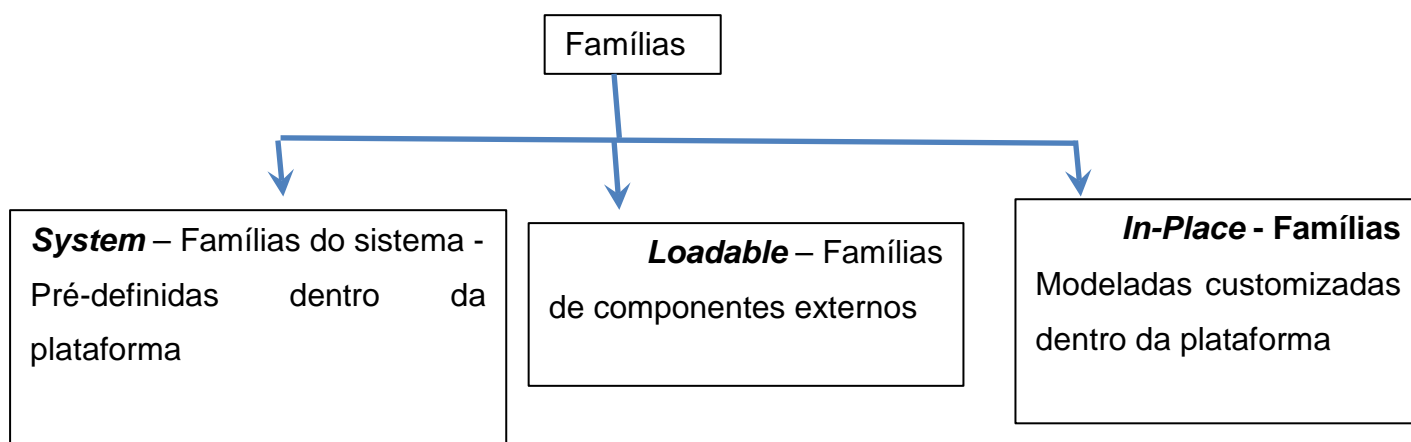 Famílias
System – Famílias do sistema -
Pré-definidas dentro da
plataforma
Loadable – Famílias
de componentes externos
In-Place - Famílias
Modeladas customizadas
dentro da plataforma